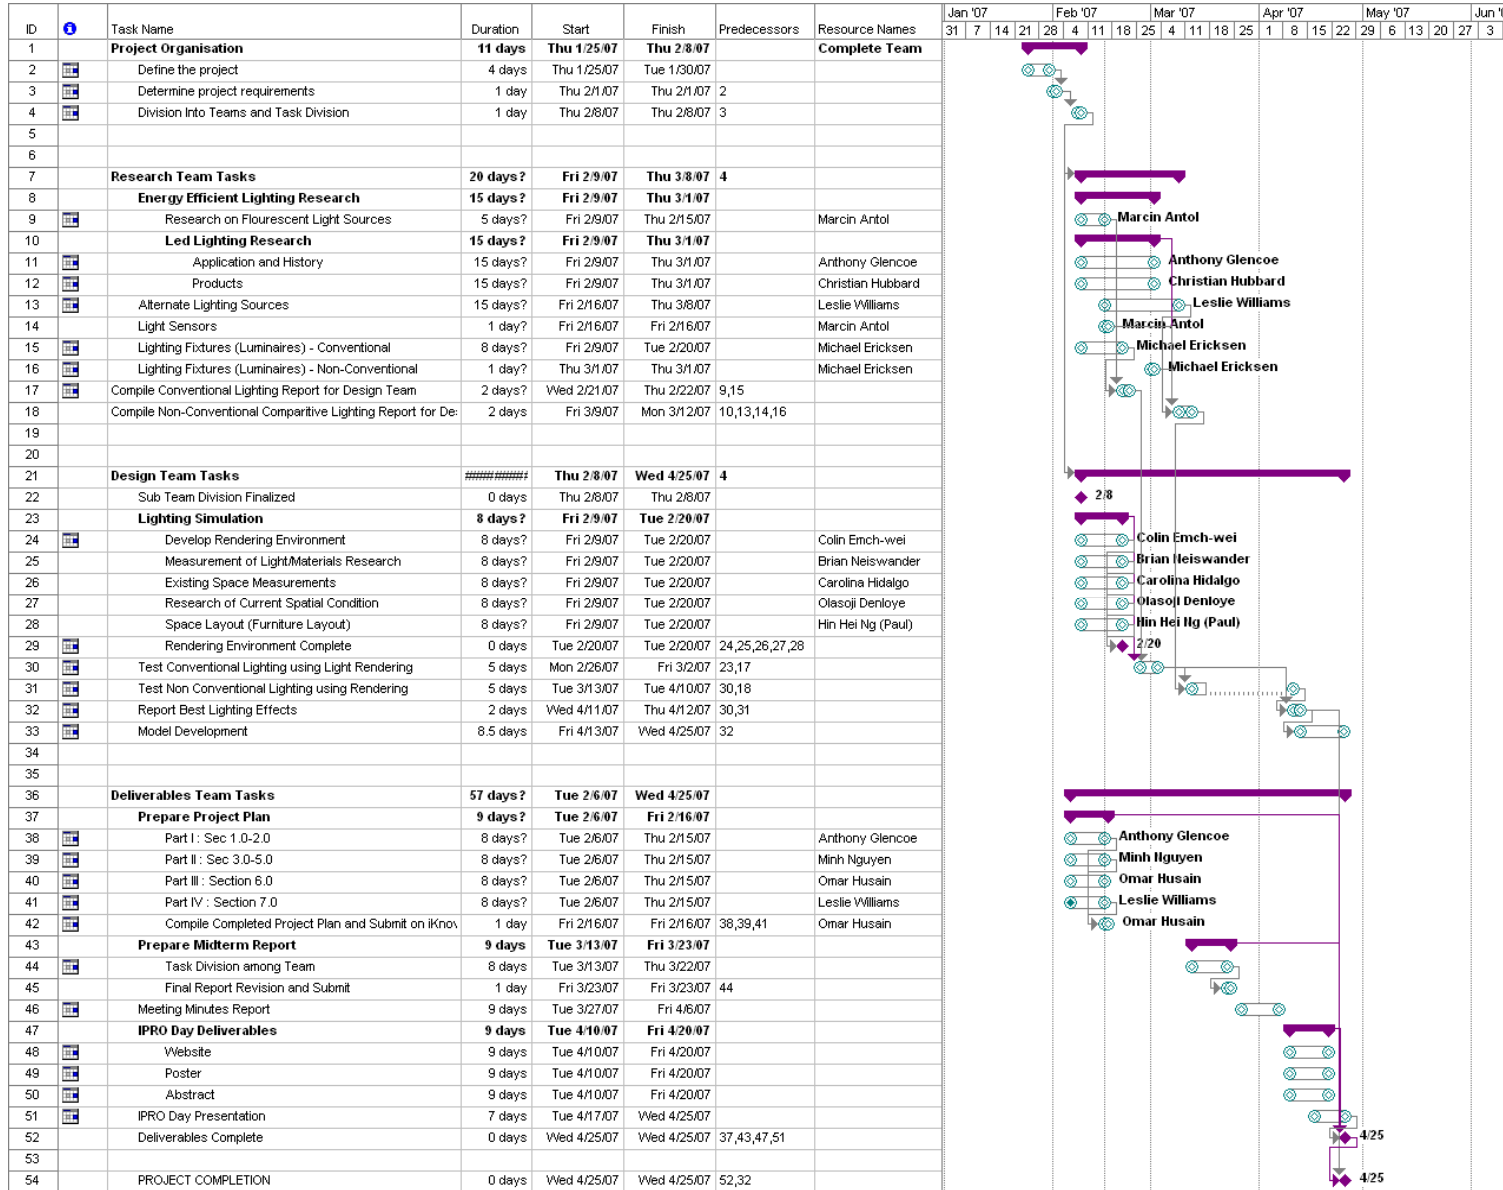 Jan '07 Feb '07 Mar '07 Apr '07 May '07 Jun '
ID Task Name Duration Start Finish Predecessors Resource Names 31 7 14 21 28 4 11 18 25 4 11 18 25 1 8 15 22 29 6 13 20 27 3
1 Project Organisation 11 days Thu 1/25/07 Thu 2/8/07 Complete Team
2 Define the project 4 days Thu 1/25/07 Tue 1/30/07
3 Determine project requirements 1 day Thu 2/1/07 Thu 2/1/07 2
4 Division Into Teams and Task Division 1 day Thu 2/8/07 Thu 2/8/07 3
5
6
7 Research Team Tasks 20 days? Fri 2/9/07 Thu 3/8/07 4
8 Energy Efficient Lighting Research 15 days? Fri 2/9/07 Thu 3/1/07
9 Research on Flourescent Light Sources 5 days? Fri 2/9/07 Thu 2/15/07 Marcin Antol Marcin Antol
10 Led Lighting Research 15 days? Fri 2/9/07 Thu 3/1/07
11 Application and History 15 days? Fri 2/9/07 Thu 3/1/07 Anthony Glencoe Anthony Glencoe
12 Products 15 days? Fri 2/9/07 Thu 3/1/07 Christian Hubbard Christian Hubbard
13 Alternate Lighting Sources 15 days? Fri 2/16/07 Thu 3/8/07 Leslie Williams Leslie Williams
14 Light Sensors 1 day? Fri 2/16/07 Fri 2/16/07 Marcin Antol Marcin Antol
15 Lighting Fixtures (Luminaires) - Conventional 8 days? Fri 2/9/07 Tue 2/20/07 Michael Ericksen Michael Ericksen
16 Lighting Fixtures (Luminaires) - Non-Conventional 1 day? Thu 3/1/07 Thu 3/1/07 Michael Ericksen Michael Ericksen
17 Compile Conventional Lighting Report for Design Team 2 days? Wed 2/21/07 Thu 2/22/07 9,15
18 Compile Non-Conventional Comparitive Lighting Report for De: 2 days Fri 3/9/07 Mon 3/12/07 10,13,14,16
19
20
21 Design Team Tasks ######## Thu 2/8/07 Wed 4/25/07 4
22 Sub Team Division Finalized 0 days Thu 2/8/07 Thu 2/8/07 2/8
23 Lighting Simulation 8 days? Fri 2/9/07 Tue 2/20/07
24 Develop Rendering Environment 8 days? Fri 2/9/07 Tue 2/20/07 Colin Emch-wei Colin Emch-wei
25 Measurement of Light/Materials Research 8 days? Fri 2/9/07 Tue 2/20/07 Brian Neiswander Brian Neiswander
26 Existing Space Measurements 8 days? Fri 2/9/07 Tue 2/20/07 Carolina Hidalgo Carolina Hidalgo
27 Research of Current Spatial Condition 8 days? Fri 2/9/07 Tue 2/20/07 Olasoji Denloye Olasoji Denloye
28 Space Layout (Furniture Layout) 8 days? Fri 2/9/07 Tue 2/20/07 Hin Hei Ng (Paul) Hin Hei Ng (Paul)
29 Rendering Environment Complete 0 days Tue 2/20/07 Tue 2/20/07 24,25,26,27,28 2/20
30 Test Conventional Lighting using Light Rendering 5 days Mon 2/26/07 Fri 3/2/07 23,17
31 Test Non Conventional Lighting using Rendering 5 days Tue 3/13/07 Tue 4/10/07 30,18
32 Report Best Lighting Effects 2 days Wed 4/11/07 Thu 4/12/07 30,31
33 Model Development 8.5 days Fri 4/13/07 Wed 4/25/07 32
34
35
36 Deliverables Team Tasks 57 days? Tue 2/6/07 Wed 4/25/07
37 Prepare Project Plan 9 days? Tue 2/6/07 Fri 2/16/07
38 Part I : Sec 1.0-2.0 8 days? Tue 2/6/07 Thu 2/15/07 Anthony Glencoe Anthony Glencoe
39 Part II : Sec 3.0-5.0 8 days? Tue 2/6/07 Thu 2/15/07 Minh Nguyen Minh Nguyen
40 Part III : Section 6.0 8 days? Tue 2/6/07 Thu 2/15/07 Omar Husain Omar Husain
41 Part IV : Section 7.0 8 days? Tue 2/6/07 Thu 2/15/07 Leslie Williams Leslie Williams
42 Compile Completed Project Plan and Submit on iKnov 1 day Fri 2/16/07 Fri 2/16/07 38,39,41 Omar Husain Omar Husain
43 Prepare Midterm Report 9 days Tue 3/13/07 Fri 3/23/07
44 Task Division among Team 8 days Tue 3/13/07 Thu 3/22/07
45 Final Report Revision and Submit 1 day Fri 3/23/07 Fri 3/23/07 44
46 Meeting Minutes Report 9 days Tue 3/27/07 Fri 4/6/07
47 IPRO Day Deliverables 9 days Tue 4/10/07 Fri 4/20/07
48 Website 9 days Tue 4/10/07 Fri 4/20/07
49 Poster 9 days Tue 4/10/07 Fri 4/20/07
50 Abstract 9 days Tue 4/10/07 Fri 4/20/07
51 IPRO Day Presentation 7 days Tue 4/17/07 Wed 4/25/07
52 Deliverables Complete 0 days Wed 4/25/07 Wed 4/25/07 37,43,47,51 4/25
53
54 PROJECT COMPLETION 0 days Wed 4/25/07 Wed 4/25/07 52,32 4/25